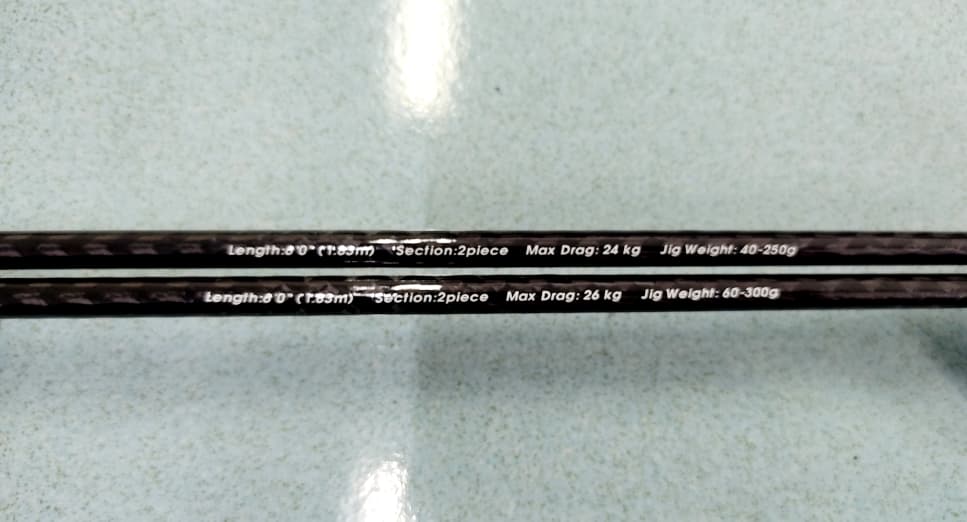 Length:6'0" (1.83m) Section:2piece Max Drag: 24 kg Jig Weight: 40-250g
Length:6'0" (1.83m) Section:2piece Max Drag: 26 kg Jig Weight: 60-300g